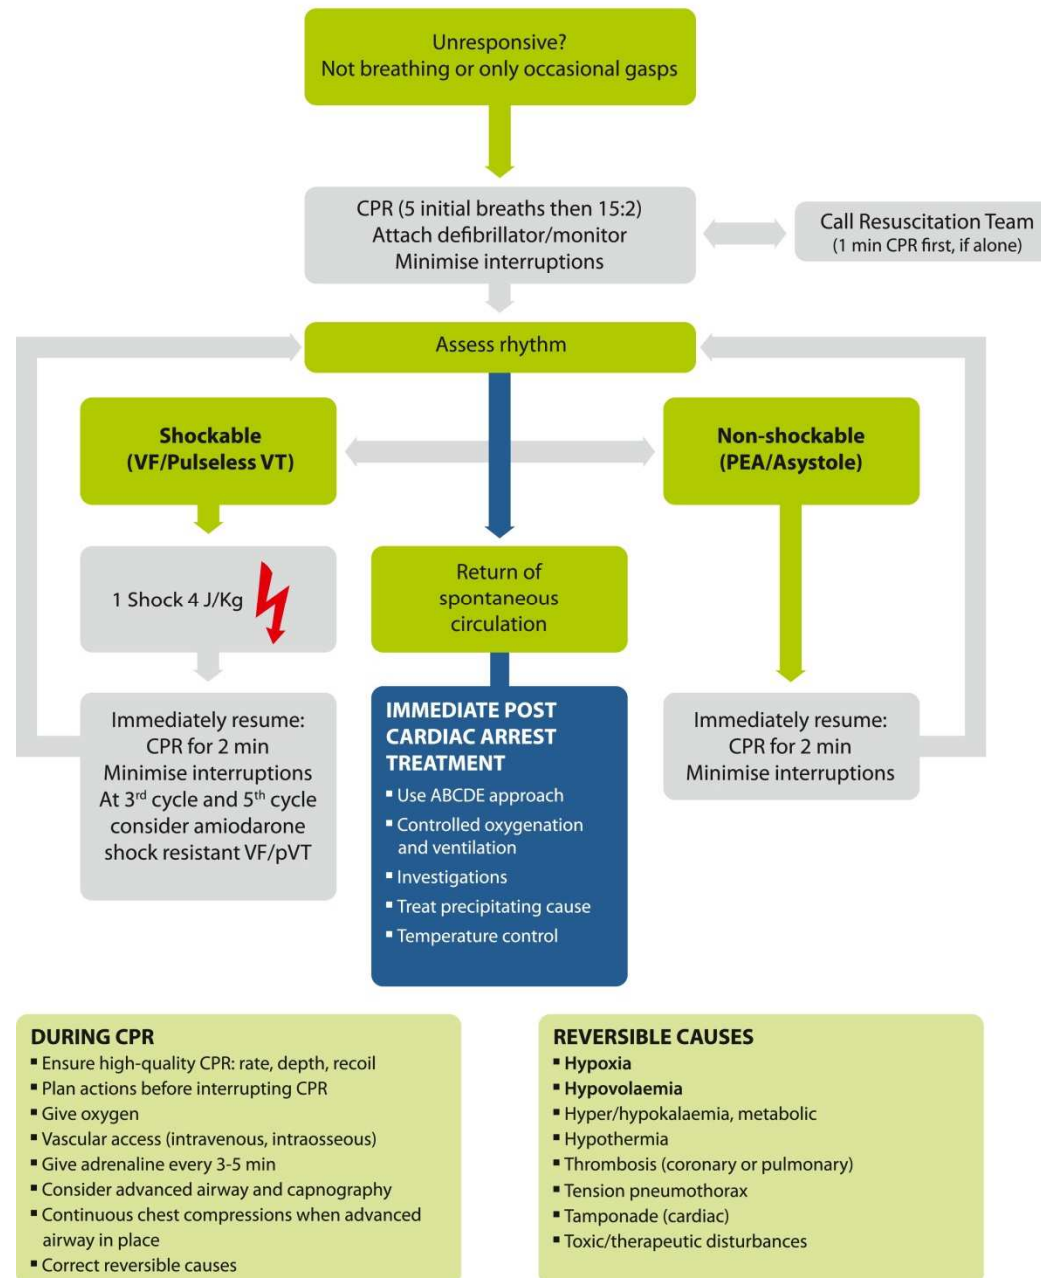 Unresponsive?
Not breathing or only occasional gasps
CPR (5 initial breaths then 15:2)
Attach defibrillator/monitor
Minimise interruptions
Call Resuscitation Team
(1 min CPR first, if alone)
Assess rhythm
Shockable
(VF/Pulseless VT)
Non-shockable
(PEA/Asystole)
1 Shock 4 J/Kg
Return of
spontaneous
circulation
Immediately resume:
CPR for 2 min
Minimise interruptions
At 3rd cycle and 5th cycle
consider amiodarone
shock resistant VF/pVT
IMMEDIATE POST
CARDIAC ARREST
TREATMENT
▪ Use ABCDE approach
▪ Controlled oxygenation
and ventilation
▪ Investigations
▪ Treat precipitating cause
▪ Temperature control
Immediately resume:
CPR for 2 min
Minimise interruptions
DURING CPR
▪ Ensure high-quality CPR: rate, depth, recoil
▪ Plan actions before interrupting CPR
▪ Give oxygen
▪ Vascular access (intravenous, intraosseous)
▪ Give adrenaline every 3-5 min
▪ Consider advanced airway and capnography
▪ Continuous chest compressions when advanced
airway in place
▪ Correct reversible causes
REVERSIBLE CAUSES
▪ Hypoxia
▪ Hypovolaemia
▪ Hyper/hypokalaemia, metabolic
▪ Hypothermia
▪ Thrombosis (coronary or pulmonary)
▪ Tension pneumothorax
▪ Tamponade (cardiac)
▪ Toxic/therapeutic disturbances